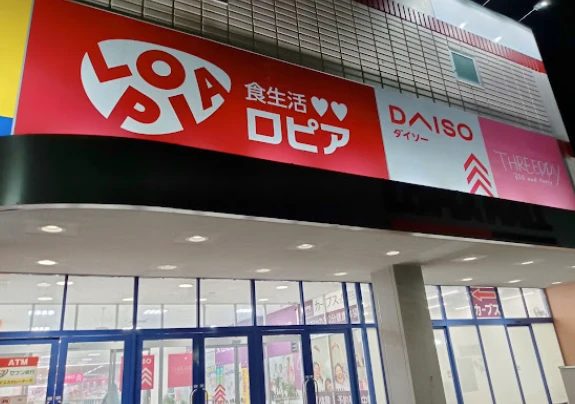 LOPIA
食生活♥♥
ロピア
DAISO
ダイソー
THREEPPY
ATM
セブン銀行
カーブス